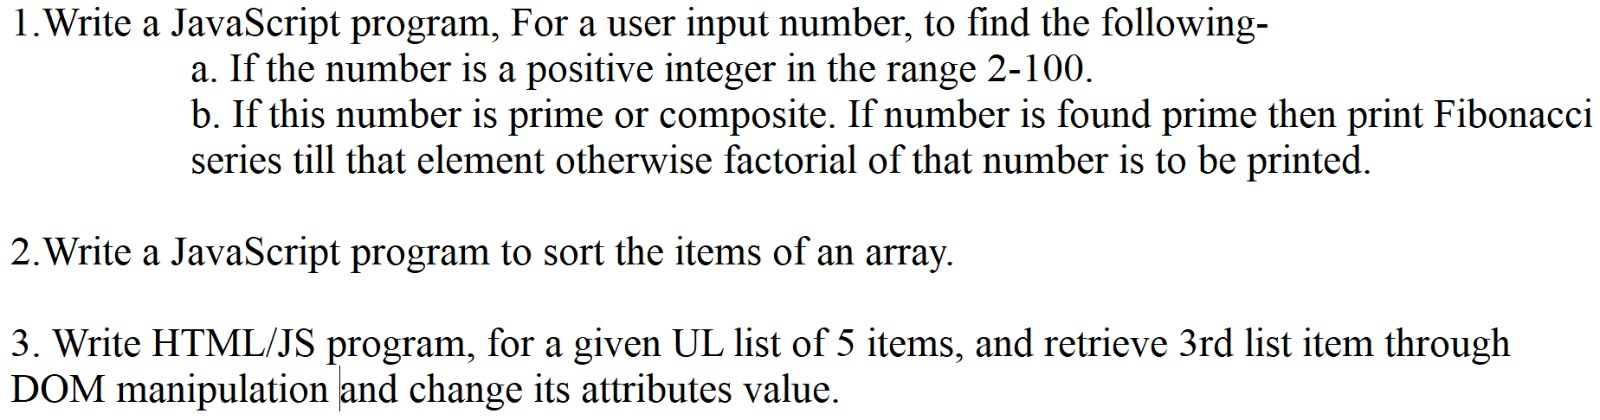 1.Write a JavaScript program, For a user input number, to find the following-
a. If the number is a positive integer in the range 2-100.
b. If this number is prime or composite. If number is found prime then print Fibonacci
series till that element otherwise factorial of that number is to be printed.
2.Write a JavaScript program to sort the items of an array.
3. Write HTML/JS program, for a given UL list of 5 items, and retrieve 3rd list item through
DOM manipulation and change its attributes value.